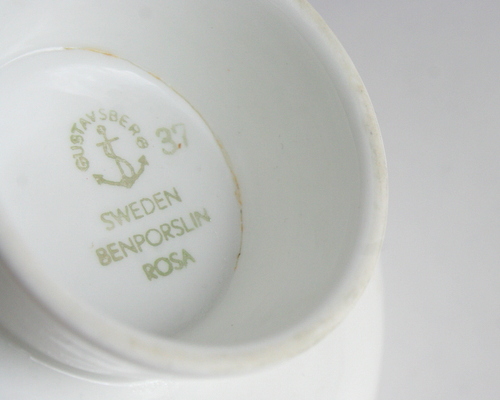 GUSTAVSBERG
37
SWEDEN
BENPORSLIN
ROSA